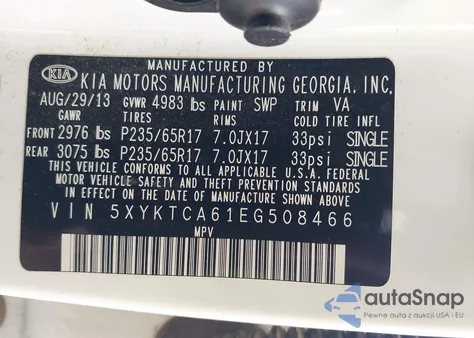 MANUFACTURED BY
KIA KIA MOTORS MANUFACTURING GEORGIA, INC.
AUG/29/13 GVWR 4983 lbs PAINT SWP TRIM VA
GAWR TIRES RIMS COLD TIRE INFL
FRONT 2976 lbs P235/65R17 7.0JX17 33psi SINGLE
REAR 3075 lbs P235/65R17 7.0JX17 33psi SINGLE
THIS VEHICLE CONFORMS TO ALL APPLICABLE U.S.A. FEDERAL
MOTOR VEHICLE SAFETY, BUMPER, AND THEFT PREVENTION STANDARDS
IN EFFECT ON THE DATE OF MANUFACTURE SHOWN ABOVE.
VIN 5XYKTCA61EG508466
MPV
autoSnap
Pewne auta z aukcji USA i EU